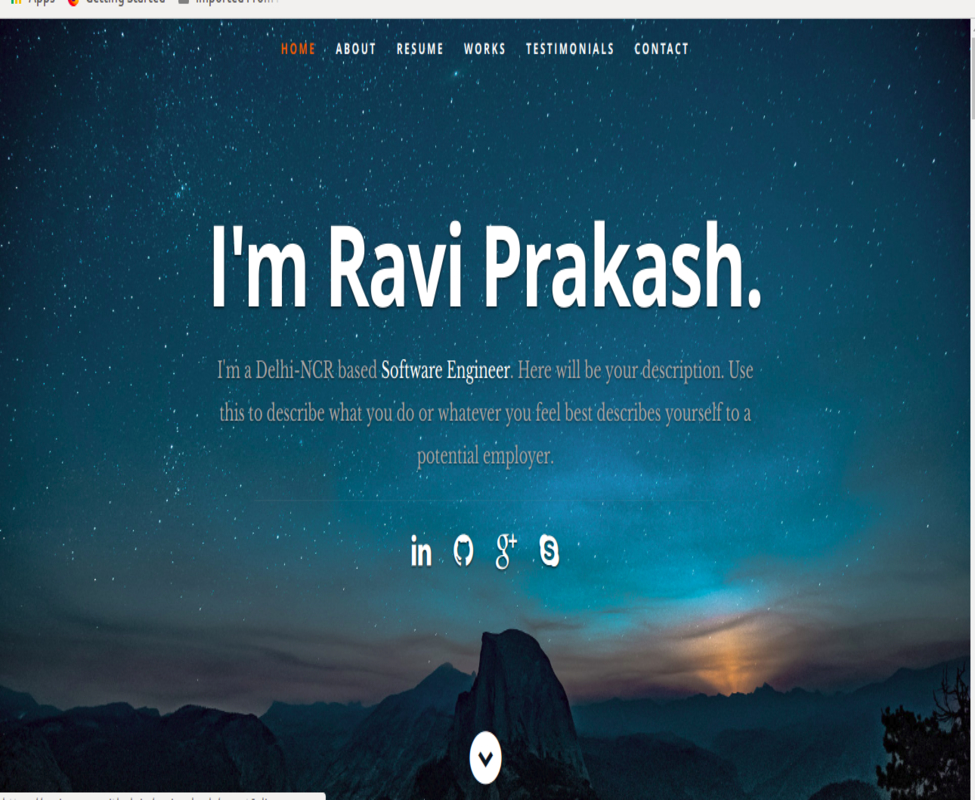 Apps Getting Started Imported From
HOME ABOUT RESUME WORKS TESTIMONIALS CONTACT
I'm Ravi Prakash.
I'm a Delhi-NCR based Software Engineer. Here will be your description. Use
this to describe what you do or whatever you feel best describes yourself to a
potential employer.
in g+ S